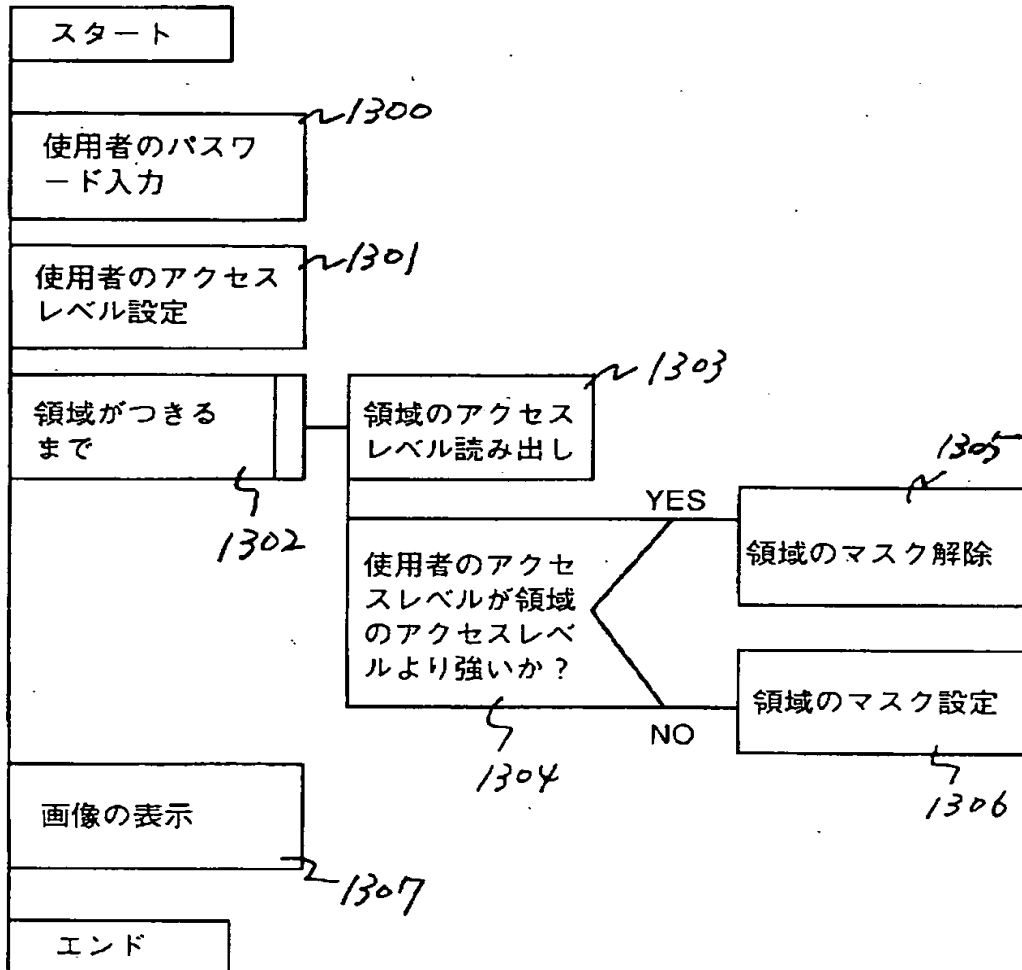 スタート
1300
使用者のパスワ
ード入力
1301
使用者のアクセス
レベル設定
領域がつきる
まで
1302
1303
領域のアクセス
レベル読み出し
使用者のアクセ
スレベルが領域
のアクセスレベ
ルより強いか？
1304
YES
1305
領域のマスク解除
NO
領域のマスク設定
1306
画像の表示
1307
エンド